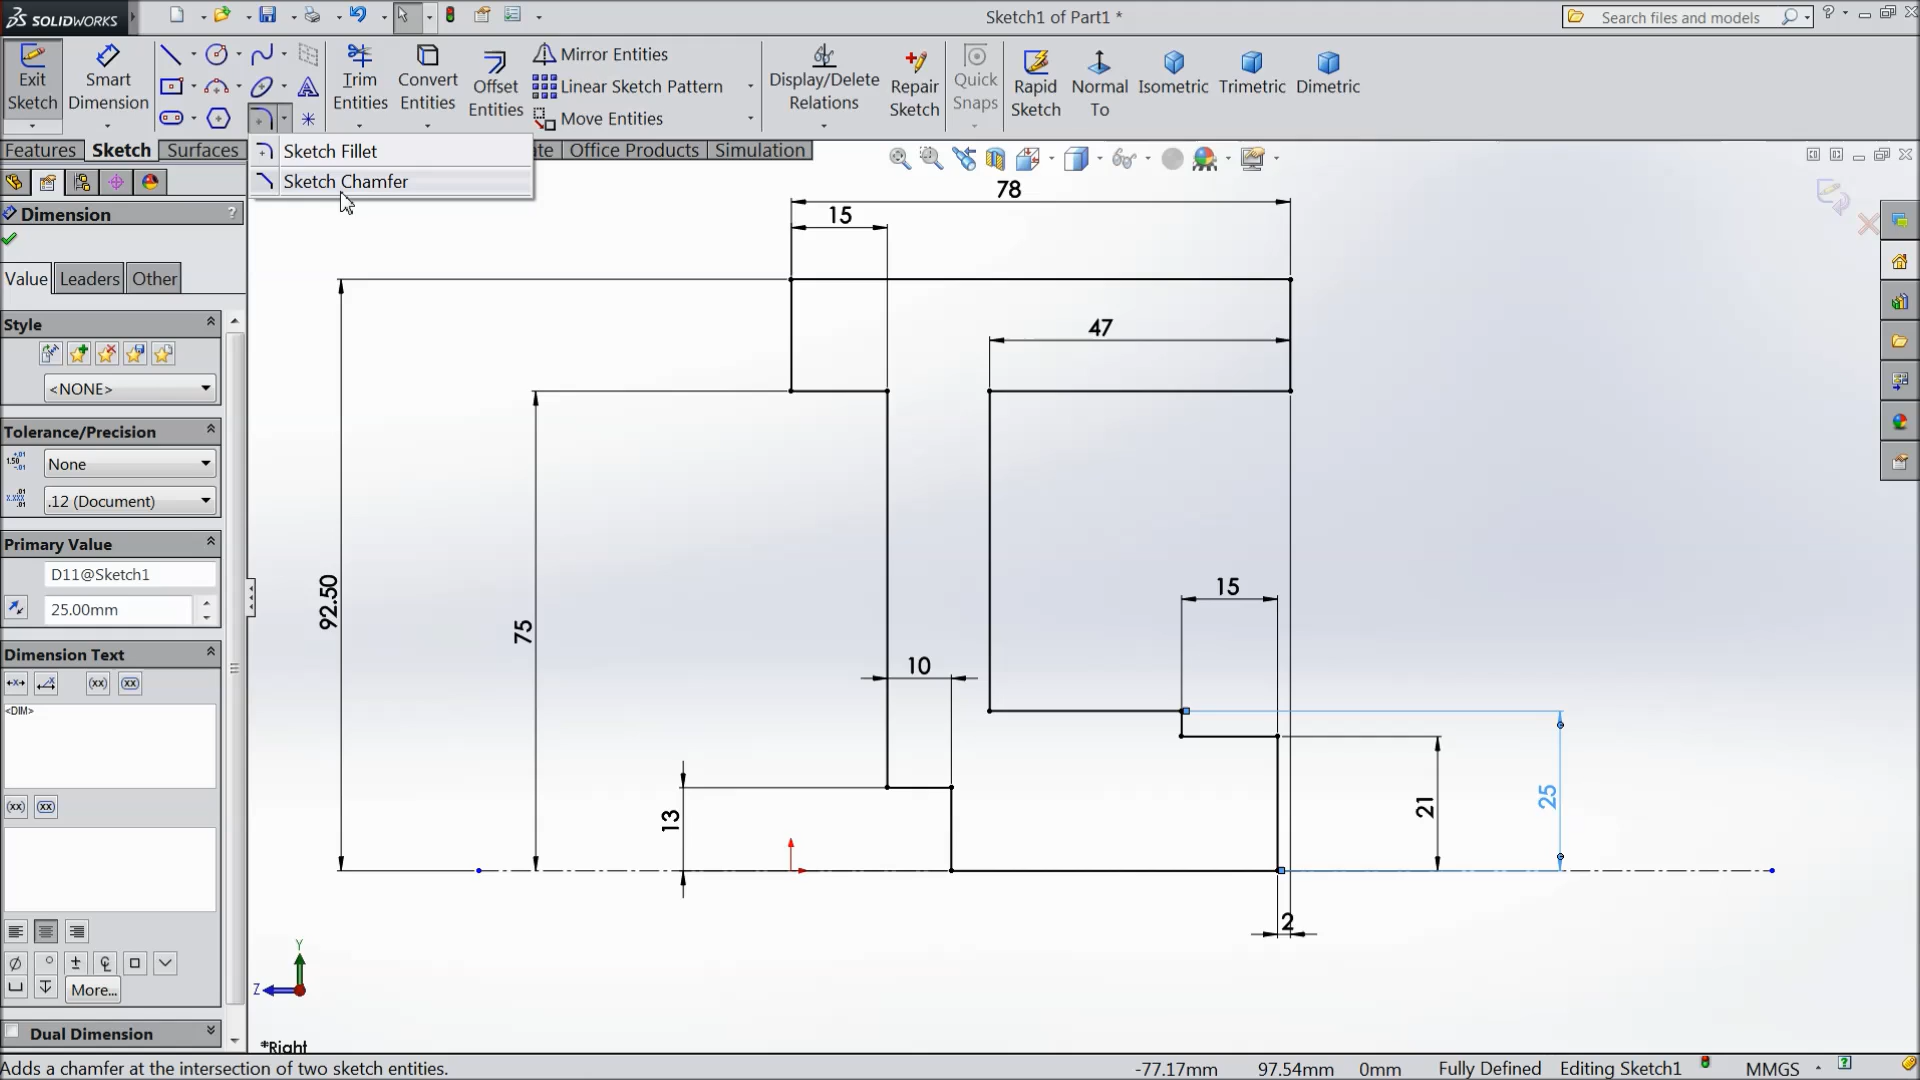 SOLIDWORKS
Sketch1 of Part1 *
Search files and models
?
Exit
Sketch
Smart
Dimension
Trim
Entities
Convert
Entities
Offset
Entities
Mirror Entities
Linear Sketch Pattern
Move Entities
Display/Delete
Relations
Repair
Sketch
Quick
Snaps
Rapid
Sketch
Normal
To
Isometric
Trimetric
Dimetric
Features
Sketch
Surfaces
Office Products
Simulation
Sketch Fillet
Sketch Chamfer
Dimension
?
Value
Leaders
Other
Style
<NONE>
Tolerance/Precision
None
.12 (Document)
Primary Value
D11@Sketch1
25.00mm
Dimension Text
(xx)
(xx)
<DIM>
(xx)
(xx)
More...
Dual Dimension
78
15
47
92.50
75
15
10
13
21
25
2
Y
Z
*Right
Adds a chamfer at the intersection of two sketch entities.
-77.17mm
97.54mm
0mm
Fully Defined
Editing Sketch1
MMGS
?